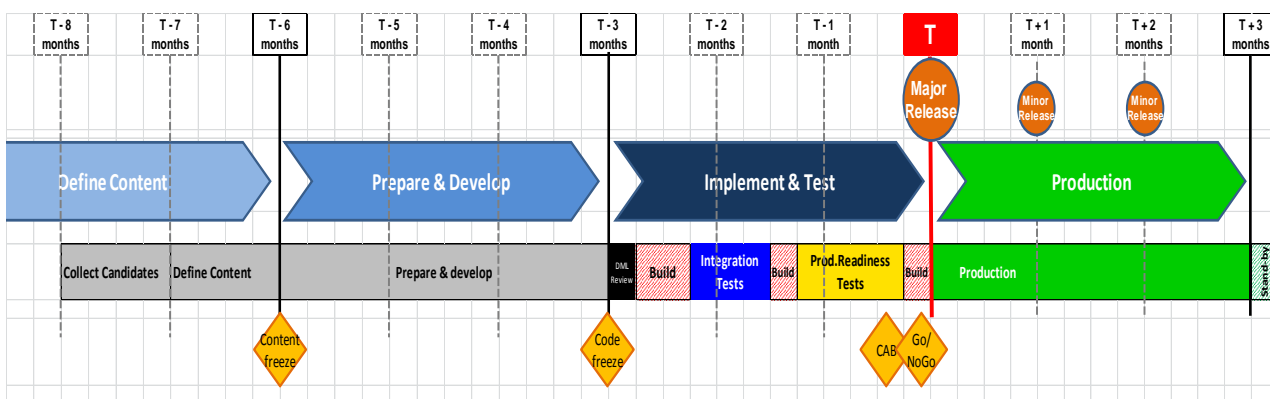 T - 8
months
T - 7
months
T - 6
months
T - 5
months
T - 4
months
T - 3
months
T - 2
months
T - 1
month
T
T + 1
month
T + 2
months
T + 3
months
Major
Release
Minor
Release
Minor
Release
Define Content
Prepare & Develop
Implement & Test
Production
Collect Candidates
Define Content
Prepare & develop
DML
Review
Build
Integration
Tests
Build
Prod.Readiness
Tests
Build
Production
Stand-by
Content
freeze
Code
freeze
CAB
Go/
NoGo